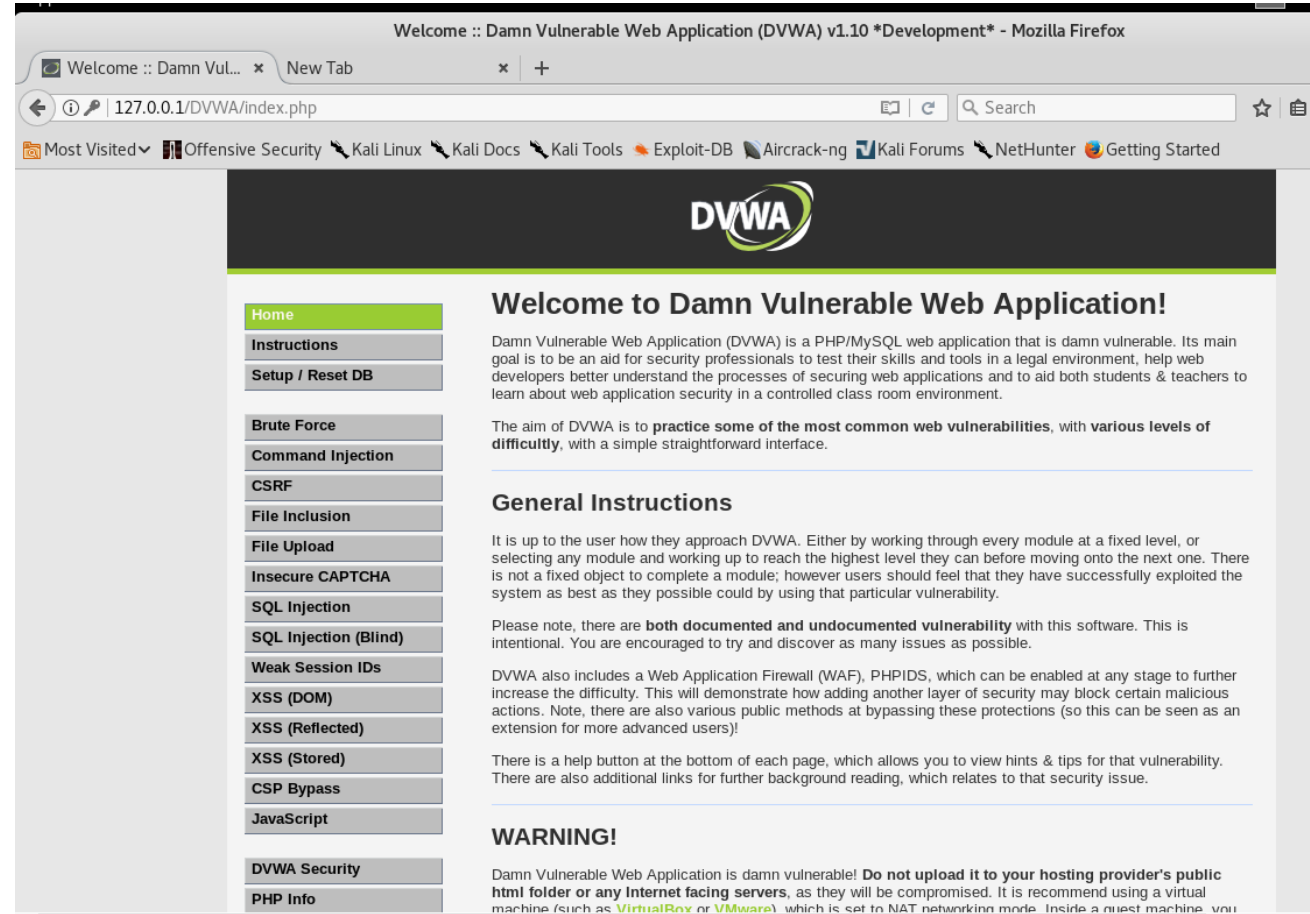 Welcome :: Damn Vulnerable Web Application (DVWA) v1.10 *Development* - Mozilla Firefox
Welcome :: Damn Vul... × New Tab × +
127.0.0.1/DVWA/index.php Search
Most Visited Offensive Security Kali Linux Kali Docs Kali Tools Exploit-DB Aircrack-ng Kali Forums NetHunter Getting Started
DVWA
Home
Instructions
Setup / Reset DB
Brute Force
Command Injection
CSRF
File Inclusion
File Upload
Insecure CAPTCHA
SQL Injection
SQL Injection (Blind)
Weak Session IDs
XSS (DOM)
XSS (Reflected)
XSS (Stored)
CSP Bypass
JavaScript
DVWA Security
PHP Info
Welcome to Damn Vulnerable Web Application!
Damn Vulnerable Web Application (DVWA) is a PHP/MySQL web application that is damn vulnerable. Its main
goal is to be an aid for security professionals to test their skills and tools in a legal environment, help web
developers better understand the processes of securing web applications and to aid both students & teachers to
learn about web application security in a controlled class room environment.
The aim of DVWA is to practice some of the most common web vulnerabilities, with various levels of
difficultly, with a simple straightforward interface.
General Instructions
It is up to the user how they approach DVWA. Either by working through every module at a fixed level, or
selecting any module and working up to reach the highest level they can before moving onto the next one. There
is not a fixed object to complete a module; however users should feel that they have successfully exploited the
system as best as they possible could by using that particular vulnerability.
Please note, there are both documented and undocumented vulnerability with this software. This is
intentional. You are encouraged to try and discover as many issues as possible.
DVWA also includes a Web Application Firewall (WAF), PHPIDS, which can be enabled at any stage to further
increase the difficulty. This will demonstrate how adding another layer of security may block certain malicious
actions. Note, there are also various public methods at bypassing these protections (so this can be seen as an
extension for more advanced users)!
There is a help button at the bottom of each page, which allows you to view hints & tips for that vulnerability.
There are also additional links for further background reading, which relates to that security issue.
WARNING!
Damn Vulnerable Web Application is damn vulnerable! Do not upload it to your hosting provider's public
html folder or any Internet facing servers, as they will be compromised. It is recommend using a virtual
machine (such as VirtualBox or VMware), which is set to NAT networking mode. Inside a guest machine, you